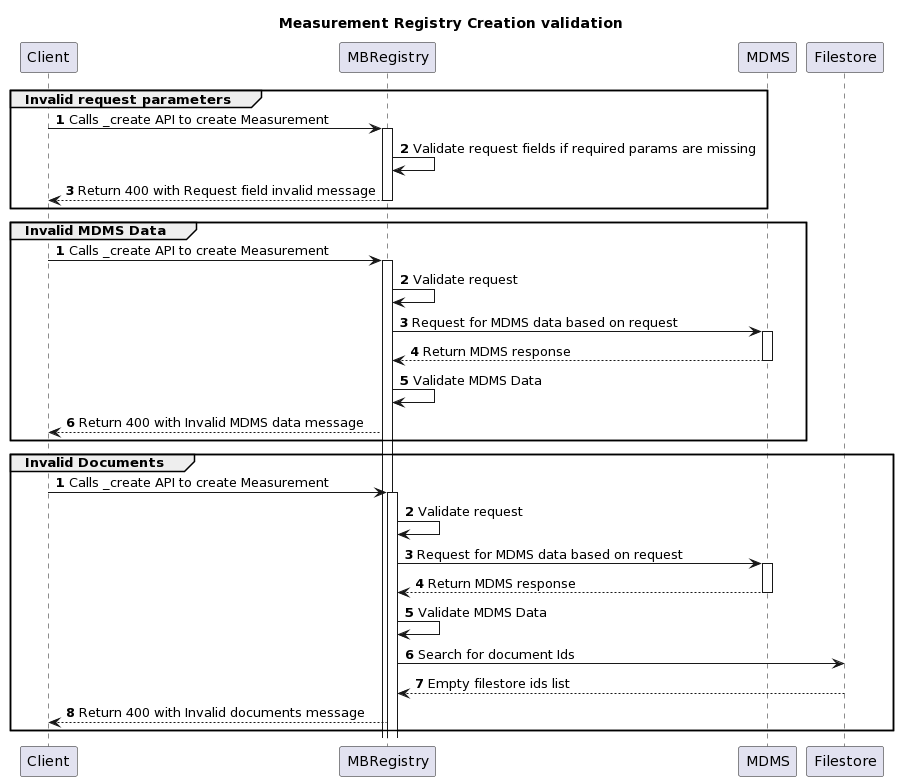 Measurement Registry Creation validation
Client MBRegistry MDMS Filestore
Invalid request parameters
1 Calls _create API to create Measurement
2 Validate request fields if required params are missing
3 Return 400 with Request field invalid message
Invalid MDMS Data
1 Calls _create API to create Measurement
2 Validate request
3 Request for MDMS data based on request
4 Return MDMS response
5 Validate MDMS Data
6 Return 400 with Invalid MDMS data message
Invalid Documents
1 Calls _create API to create Measurement
2 Validate request
3 Request for MDMS data based on request
4 Return MDMS response
5 Validate MDMS Data
6 Search for document Ids
7 Empty filestore ids list
8 Return 400 with Invalid documents message
Client MBRegistry MDMS Filestore